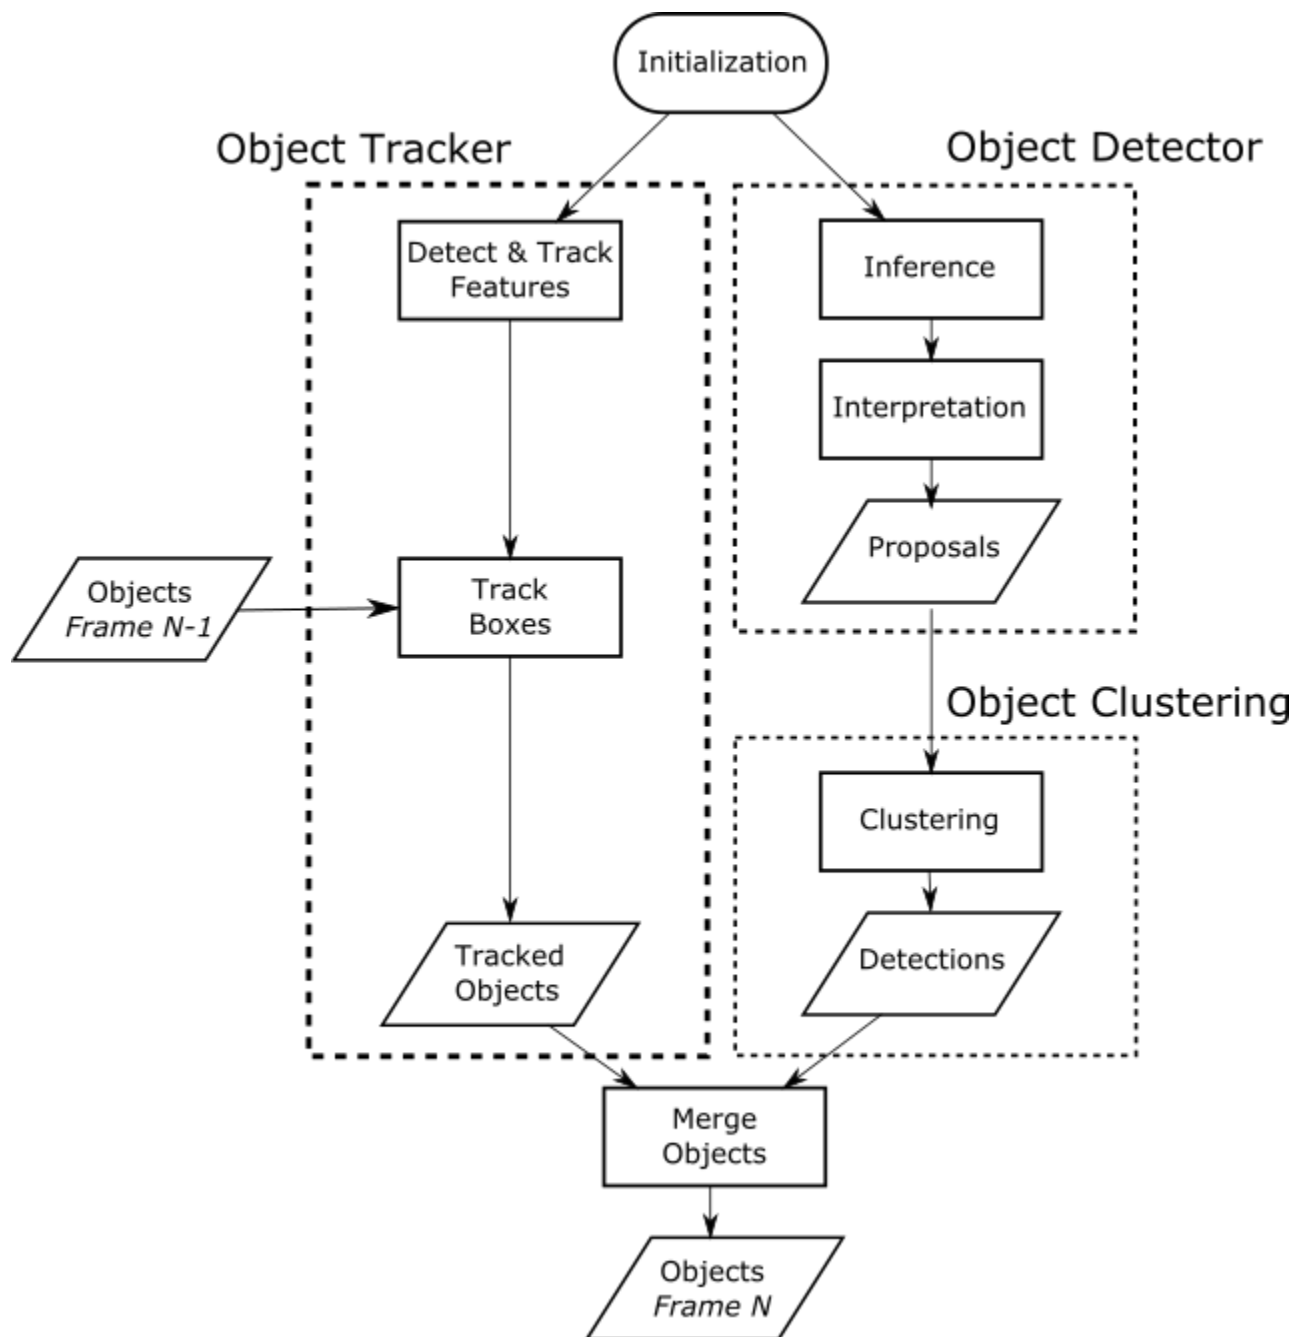 Initialization
Object Tracker
Object Detector
Detect & Track
Features
Inference
Interpretation
Proposals
Objects
Frame N-1
Track
Boxes
Object Clustering
Clustering
Tracked
Objects
Detections
Merge
Objects
Objects
Frame N